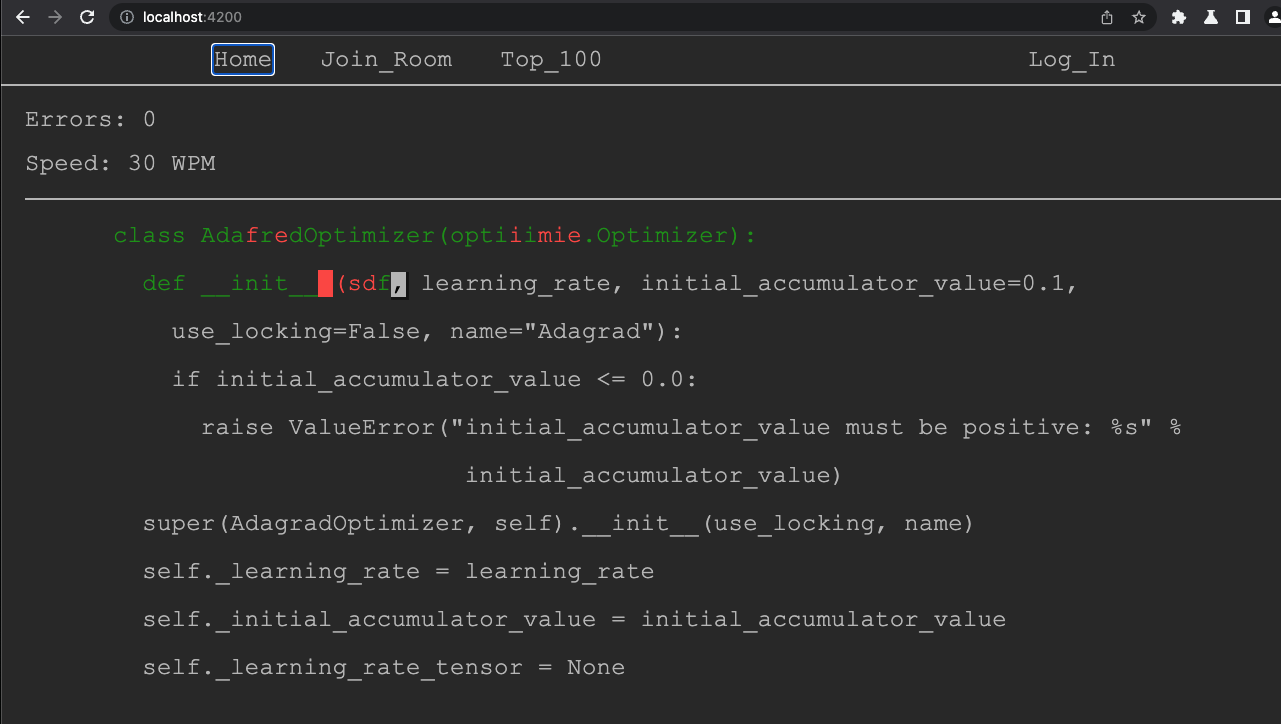 localhost:4200
Home Join_Room Top_100 Log_In
Errors: 0
Speed: 30 WPM
class AdafredOptimizer(optiiimie.Optimizer):
def __init__ (sdf, learning_rate, initial_accumulator_value=0.1,
use_locking=False, name="Adagrad"):
if initial_accumulator_value <= 0.0:
raise ValueError("initial_accumulator_value must be positive: %s" %
initial_accumulator_value)
super(AdagradOptimizer, self).__init__(use_locking, name)
self._learning_rate = learning_rate
self._initial_accumulator_value = initial_accumulator_value
self._learning_rate_tensor = None